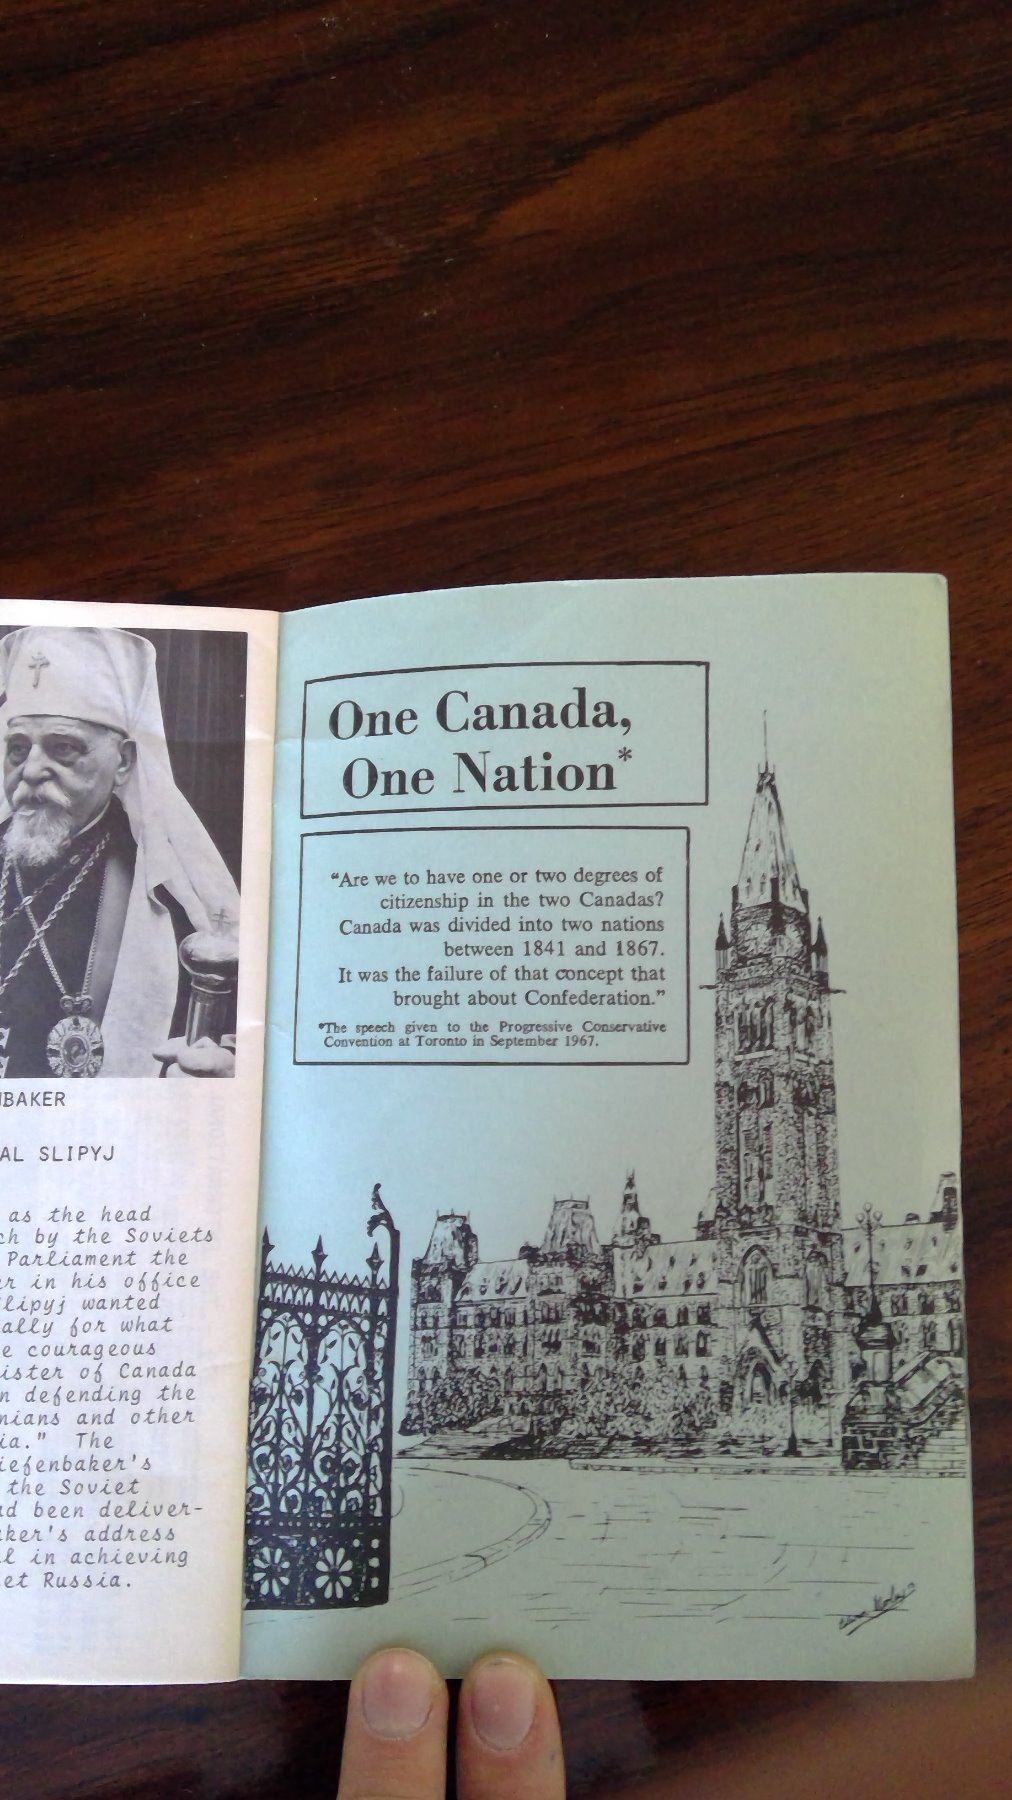 BAKER
AL SLIPYJ
as the head
ch by the Soviets
Parliament the
er in his office
lipyj wanted
ally for what
e courageous
ister of Canada
n defending the
nians and other
ia." The
iefenbaker's
the Soviet
ad been deliver-
ker's address
l in achieving
et Russia.
One Canada,
One Nation*
"Are we to have one or two degrees of
citizenship in the two Canadas?
Canada was divided into two nations
between 1841 and 1867.
It was the failure of that concept that
brought about Confederation."
*The speech given to the Progressive Conservative
Convention at Toronto in September 1967.